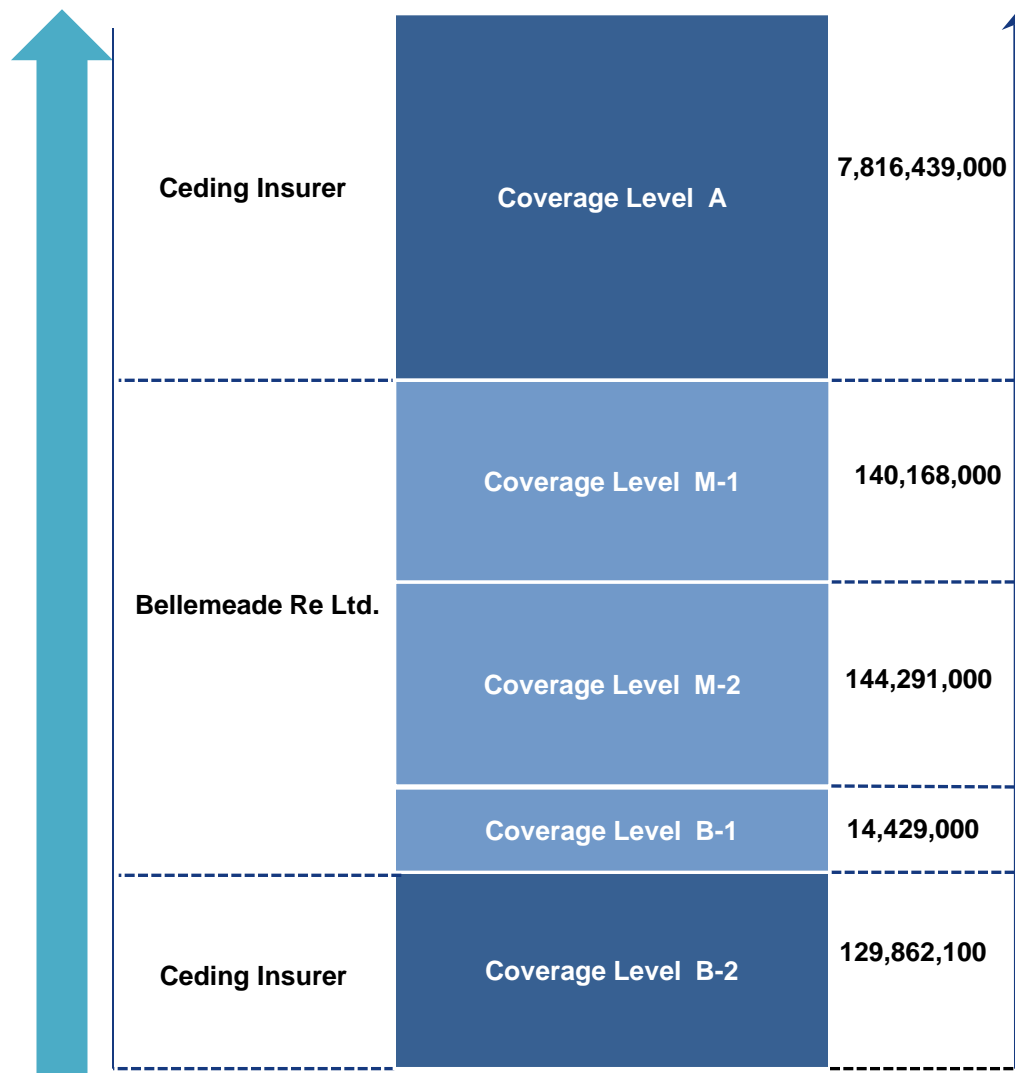 Ceding Insurer
Coverage Level A
7,816,439,000
Coverage Level M-1
140,168,000
Bellemeade Re Ltd.
Coverage Level M-2
144,291,000
Coverage Level B-1
14,429,000
Ceding Insurer
Coverage Level B-2
129,862,100